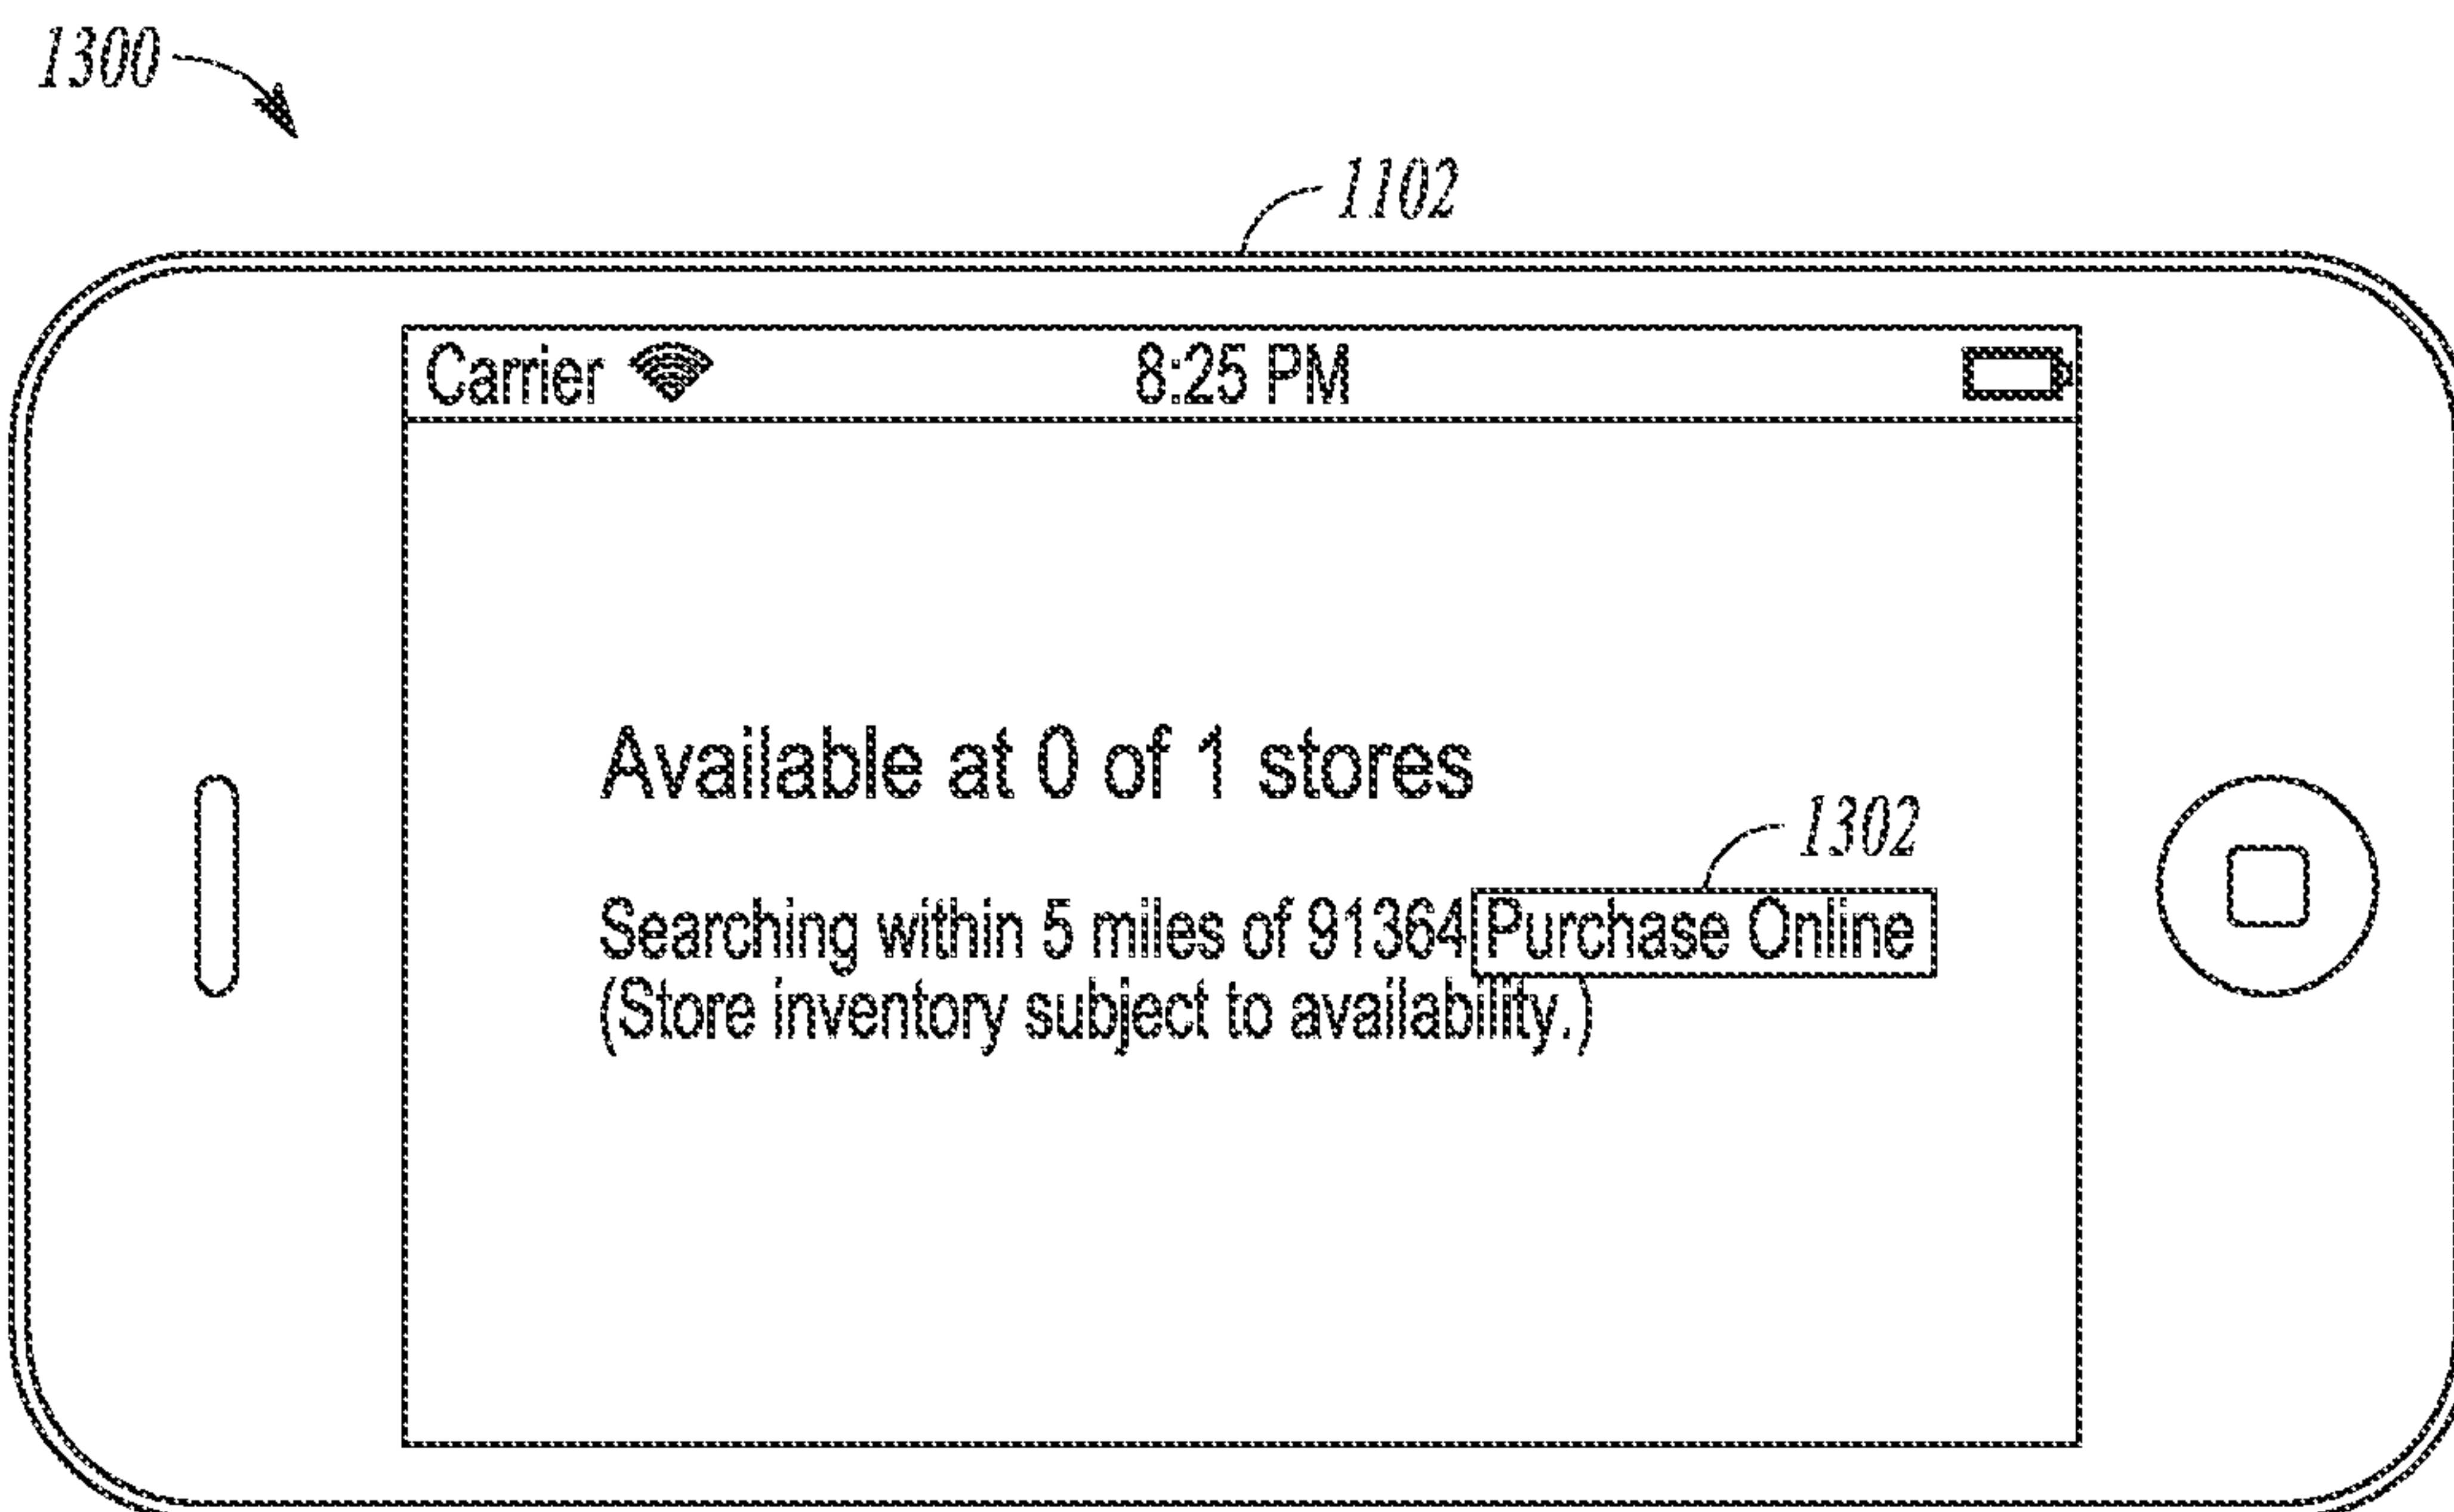 1300
1102
Carrier 8:25 PM
Available at 0 of 1 stores
1302
Searching within 5 miles of 91364 Purchase Online
(Store inventory subject to availability.)